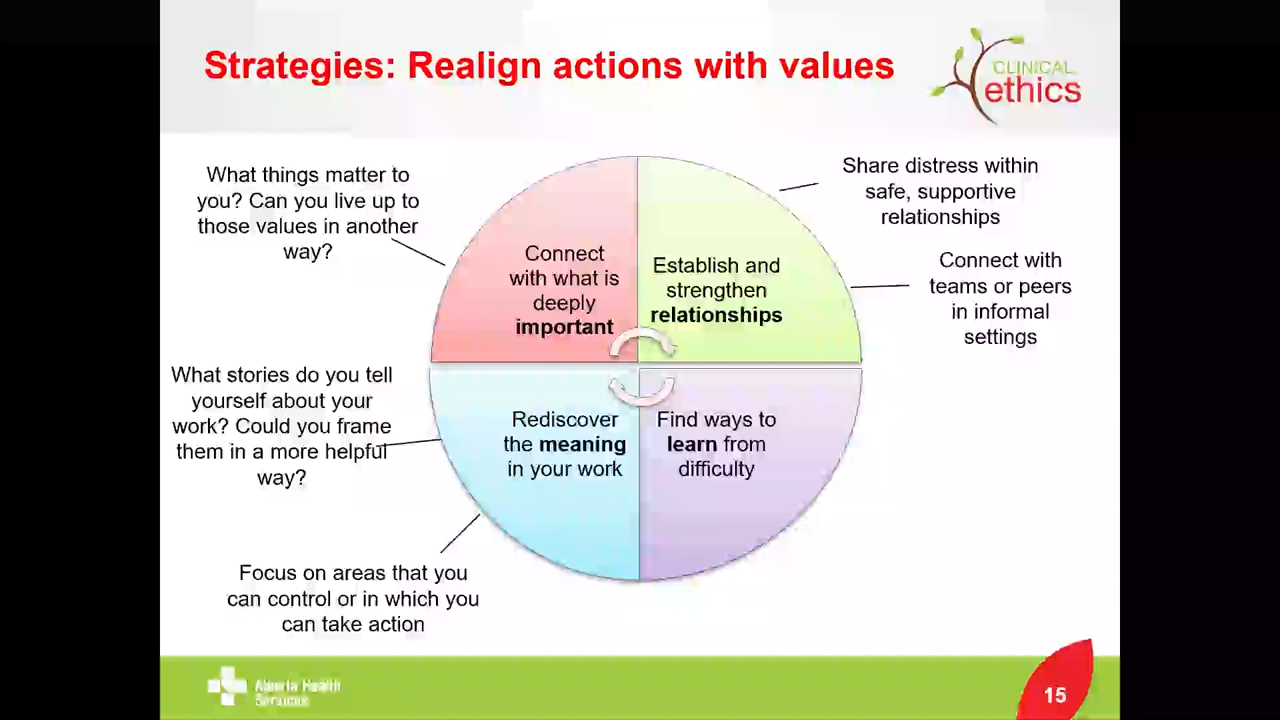 Strategies: Realign actions with values
CLINICAL
ethics
What things matter to
you? Can you live up to
those values in another
way?
Connect
with what is
deeply
important
Establish and
strengthen
relationships
Share distress within
safe, supportive
relationships
Connect with
teams or peers
in informal
settings
What stories do you tell
yourself about your
work? Could you frame
them in a more helpful
way?
Rediscover
the meaning
in your work
Find ways to
learn from
difficulty
Focus on areas that you
can control or in which you
can take action
Alberta Health
Services
15